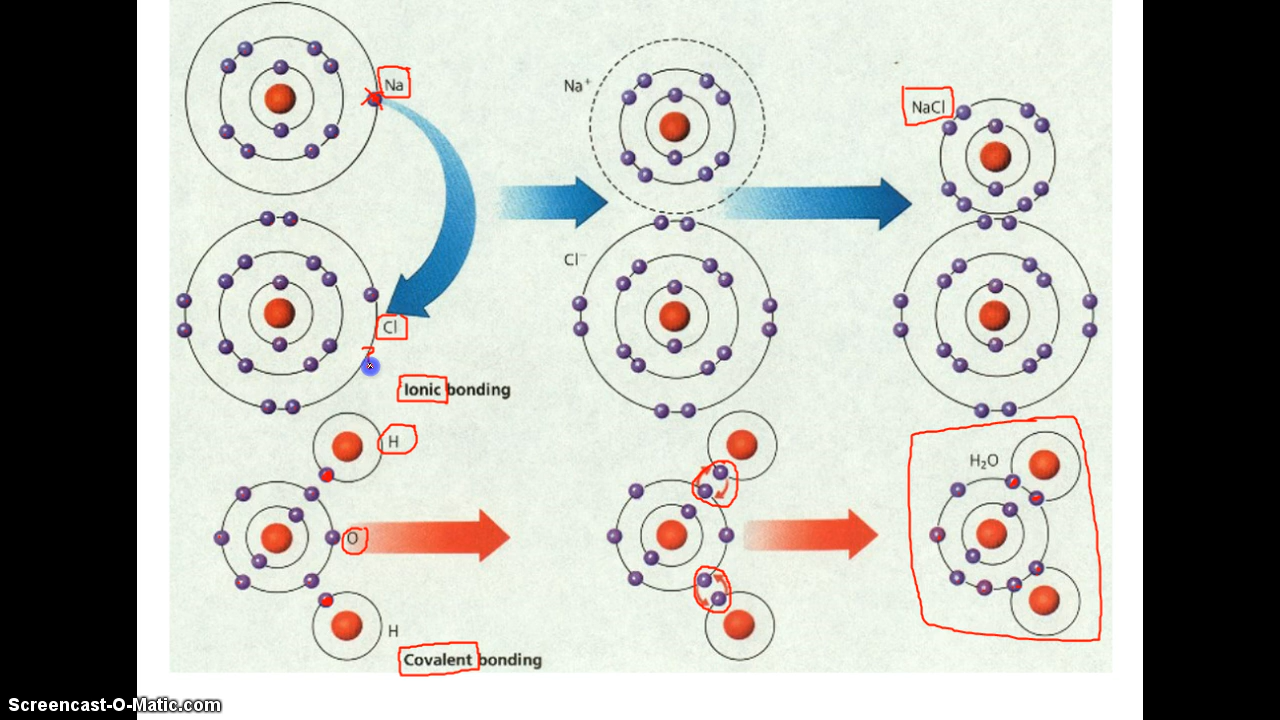 Na
Na⁺
NaCl
Cl
Cl⁻
?
Ionic bonding
H
O
H
H₂O
Covalent bonding
Screencast-O-Matic.com